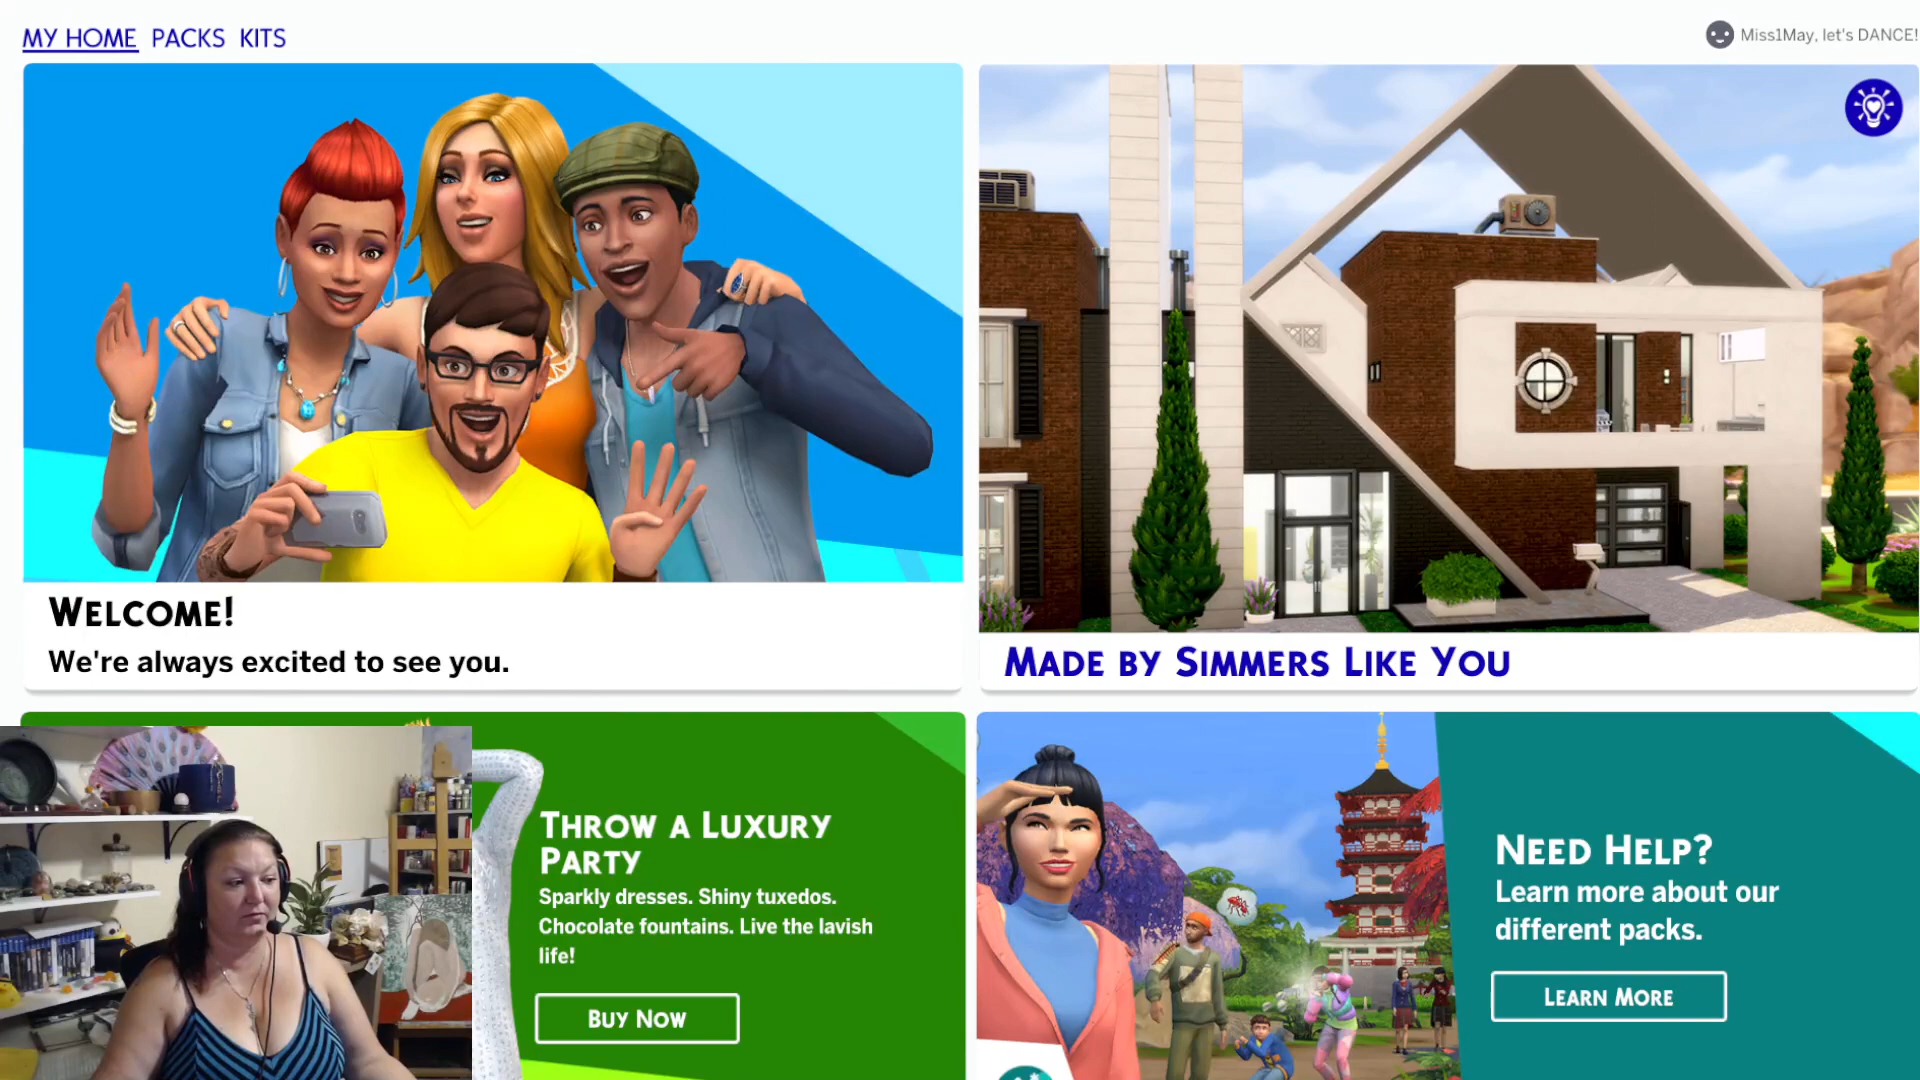 MY HOME PACKS KITS
Miss1May, let's DANCE!
WELCOME!
We're always excited to see you.
MADE BY SIMMERS LIKE YOU
THROW A LUXURY
PARTY
Sparkly dresses. Shiny tuxedos.
Chocolate fountains. Live the lavish
life!
BUY NOW
NEED HELP?
Learn more about our
different packs.
LEARN MORE